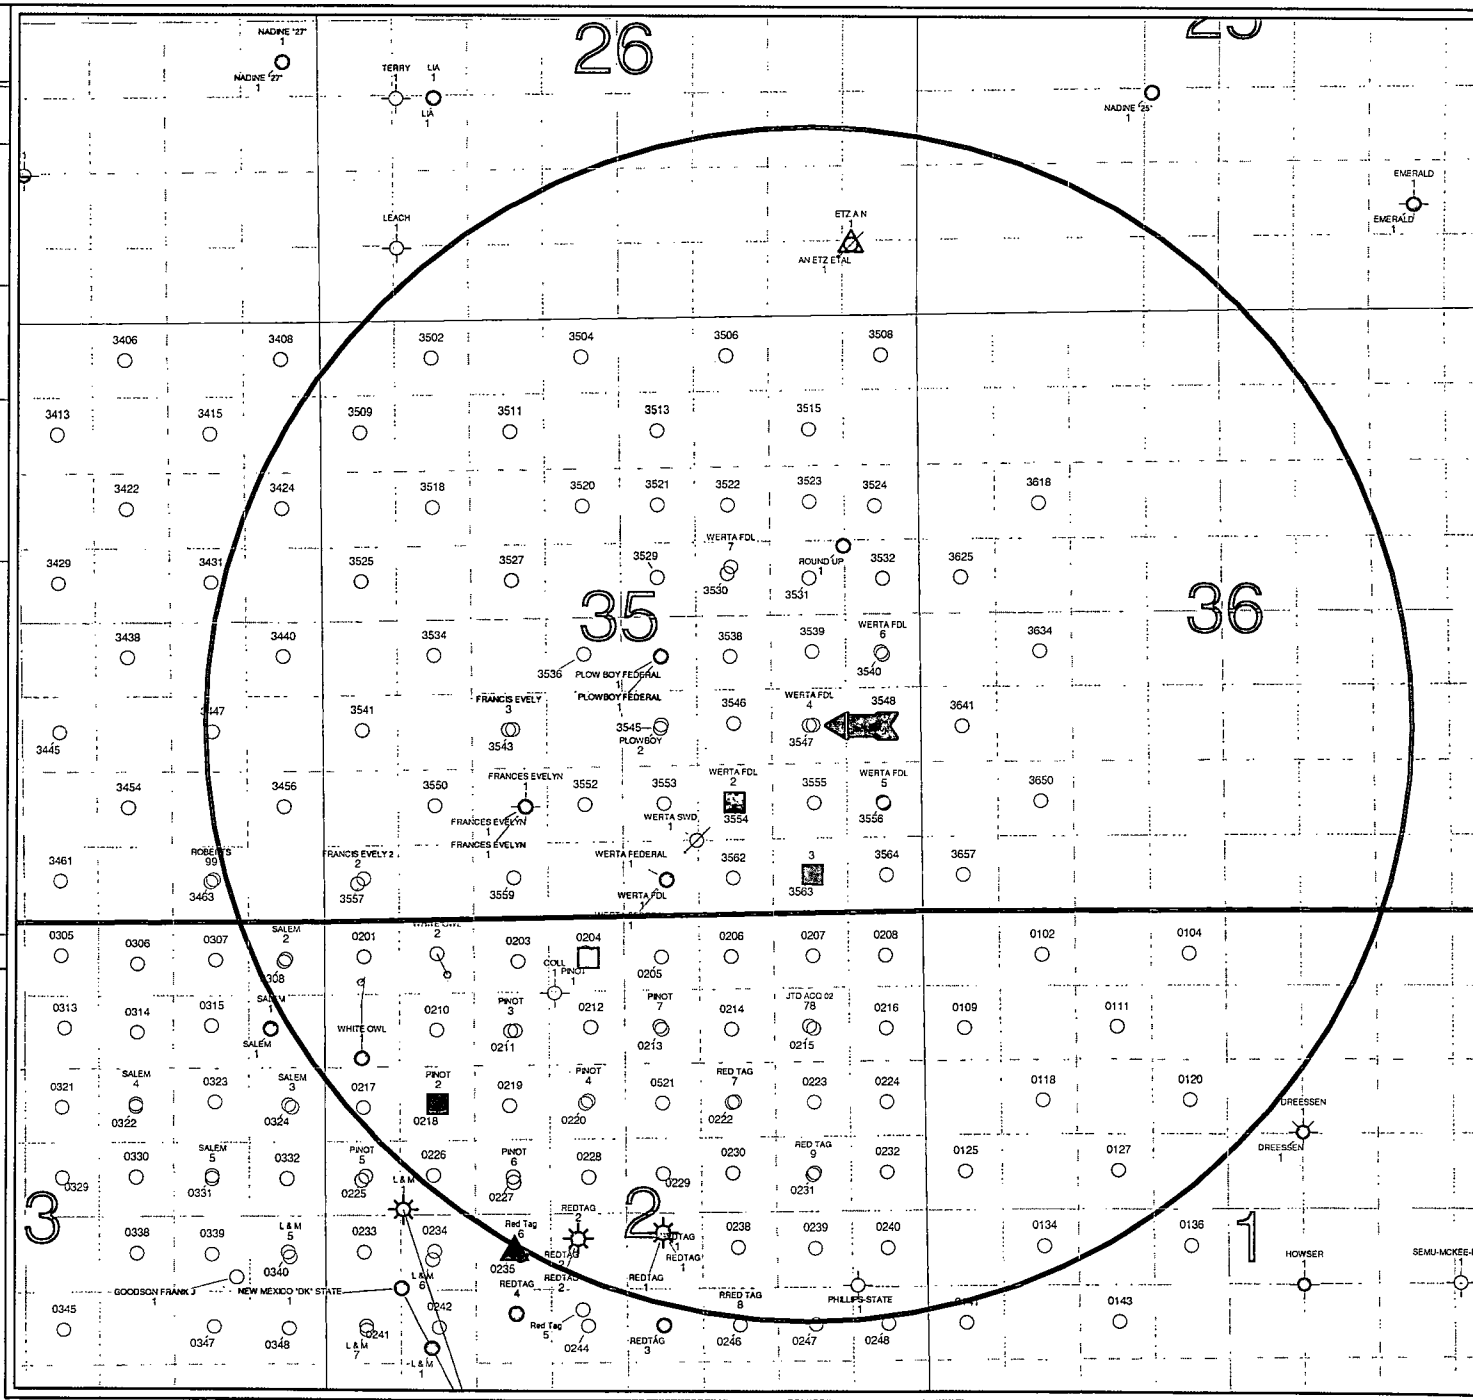 NADINE "27"
1
26
TERRY
1
LIA
1
NADINE "27"
1
LIA
1
NADINE "25"
1
EMERALD
1
EMERALD
1
LEACH
1
ETZ A N
1
AN ETZ ETAL
1
3406 3408 3502 3504 3506 3508
3413 3415 3509 3511 3513 3515
3422 3424 3518 3520 3521 3522 3523 3524 3618
WERTA FDL
7
ROUND UP
1
3429 3431 3525 3527 3529 3530 3531 3532 3625
35
36
WERTA FDL
6
3438 3440 3534 3536 3538 3539 3540 3634
PLOW BOY FEDERAL
1
PLOWBOY FEDERAL
1
FRANCIS EVELY
3
WERTA FDL
4
3548
3445 3447 3541 3543 3545 3546 3547 3641
PLOWBOY
2
FRANCES EVELYN
1
WERTA FDL
2
WERTA FDL
5
3454 3456 3550 3552 3553 3554 3555 3556 3650
FRANCES EVELYN
1
FRANCES EVELYN
1
WERTA SWD
1
ROBERTS
99
FRANCIS EVELY 2
2
WERTA FEDERAL
1
WERTA FDL
1
3
3461 3463 3557 3559 3562 3563 3564 3657
1
SALEM
2
WHITE OWL
2
0305 0306 0307 0308 0201 0203 0204 0205 0206 0207 0208 0102 0104
COLL
1
PINOT
1
SALEM
1
SALEM
1
WHITE OWL
1
PINOT
3
PINOT
7
JTD ACQ 02
78
0313 0314 0315 0210 0211 0212 0213 0214 0215 0216 0109 0111
SALEM
4
SALEM
3
PINOT
2
PINOT
4
RED TAG
7
0321 0322 0323 0324 0217 0218 0219 0220 0521 0222 0223 0224 0118 0120
DREESSEN
1
DREESSEN
1
SALEM
5
PINOT
5
PINOT
6
RED TAG
9
0329 0330 0331 0332 0225 0226 0227 0228 0229 0230 0231 0232 0125 0127
3
2
1
L & M
1
L & M
5
Red Tag
6
REDTAG
2
REDTAG
2
REDTAG
2
REDTAG
1
REDTAG
1
0338 0339 0340 0233 0234 0235 0238 0239 0240 0134 0136
GOODSON FRANK J
1
NEW MEXICO "DK" STATE
1
L & M
6
REDTAG
4
REDTAG
1
RRED TAG
8
PHILLIPS-STATE
1
HOWSER
1
0345 0347 0348 0241 0242 0244 0246 0247 0248 0141 0143
L & M
7
L & M
1
Red Tag
5
REDTAG
3